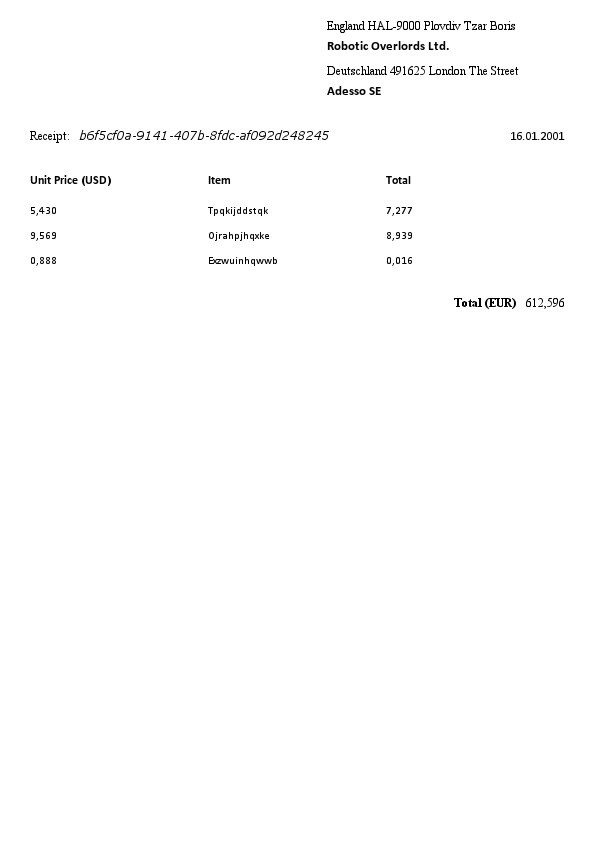 England HAL-9000 Plovdiv Tzar Boris
Robotic Overlords Ltd.
Deutschland 491625 London The Street
Adesso SE
Receipt: b6f5cf0a-9141-407b-8fdc-af092d248245 16.01.2001
Unit Price (USD) Item Total
5,430 Tpqkijddstqk 7,277
9,569 Ojrahpjhqxke 8,939
0,888 Exzwuinhqwwb 0,016
Total (EUR) 612,596